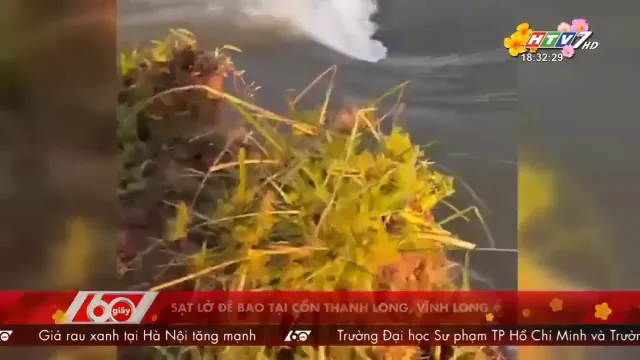 HTV7 HD
18:32:29
60 giây
SẠT LỞ ĐÊ BAO TẠI CỒN THANH LONG, VĨNH LONG
Giá rau xanh tại Hà Nội tăng mạnh 60 Trường Đại học Sư phạm TP Hồ Chí Minh và Trườ